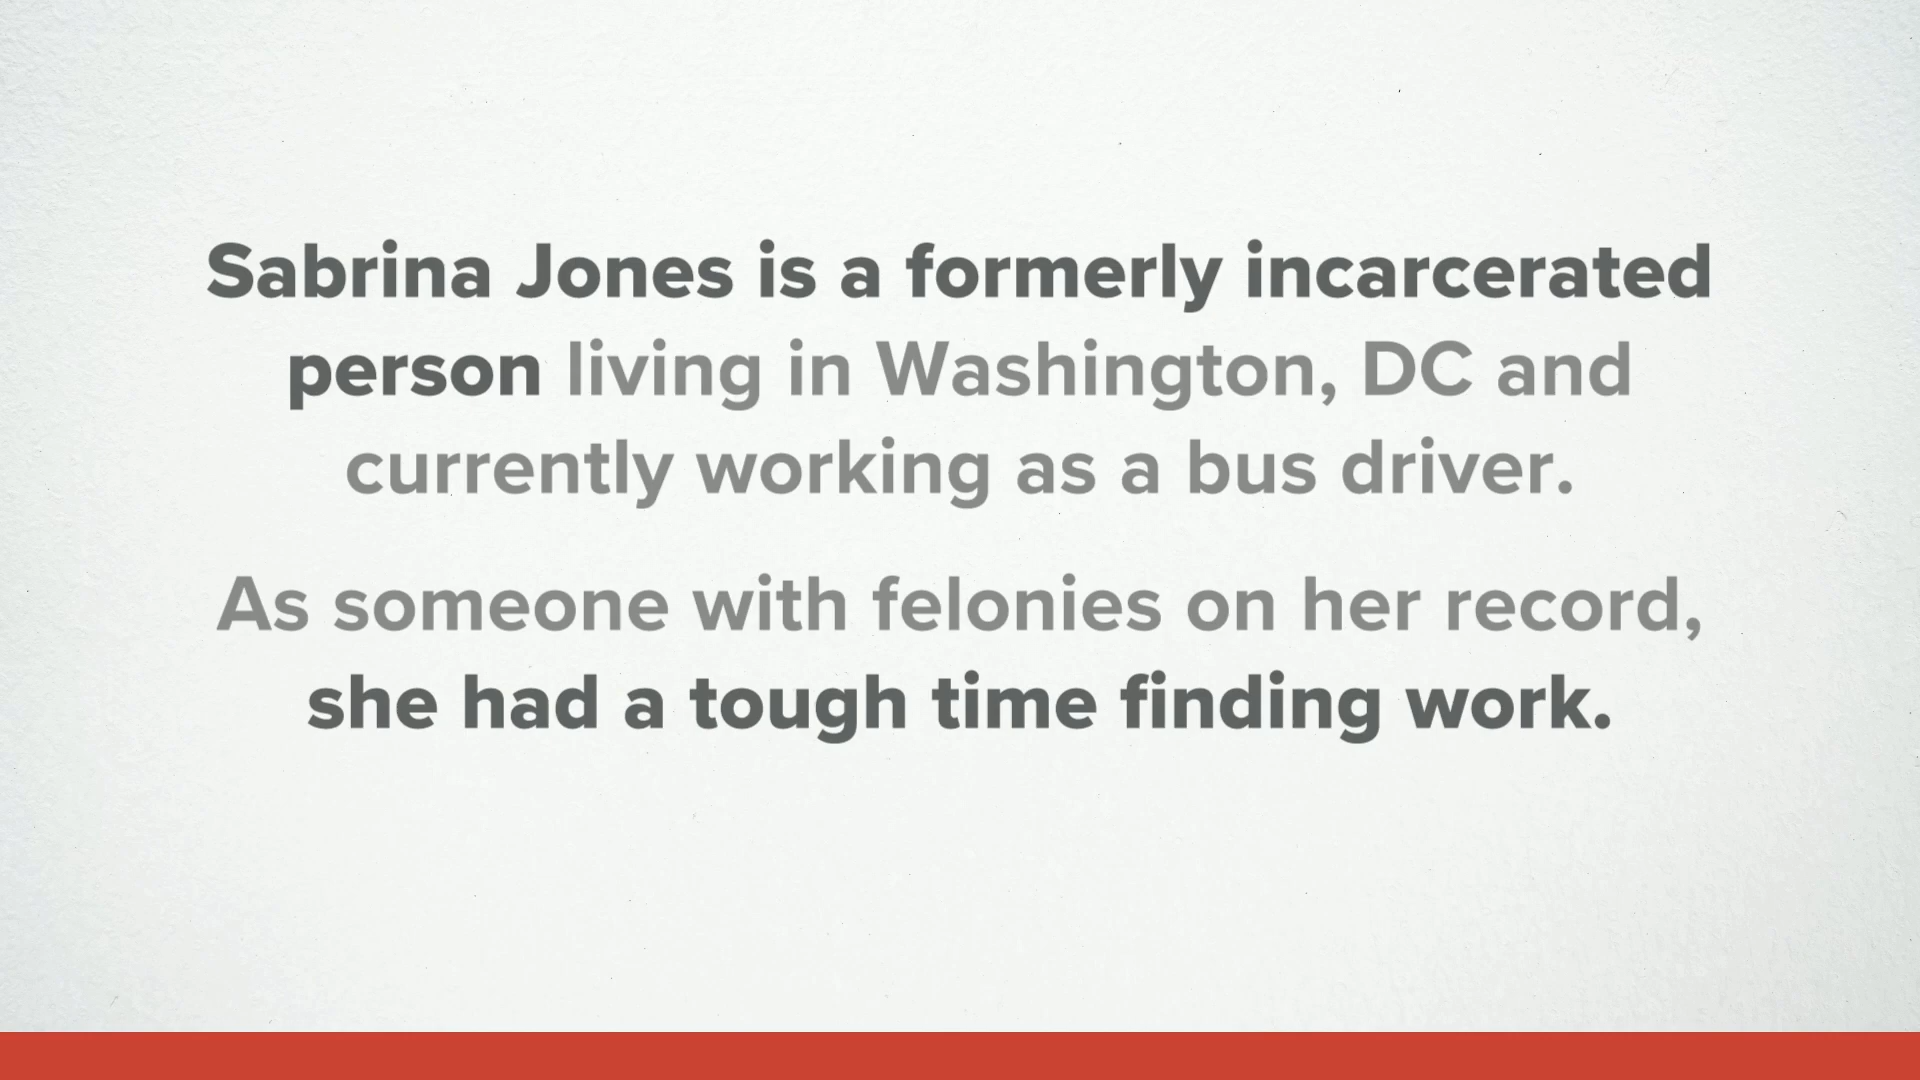 Sabrina Jones is a formerly incarcerated
person living in Washington, DC and
currently working as a bus driver.
As someone with felonies on her record,
she had a tough time finding work.